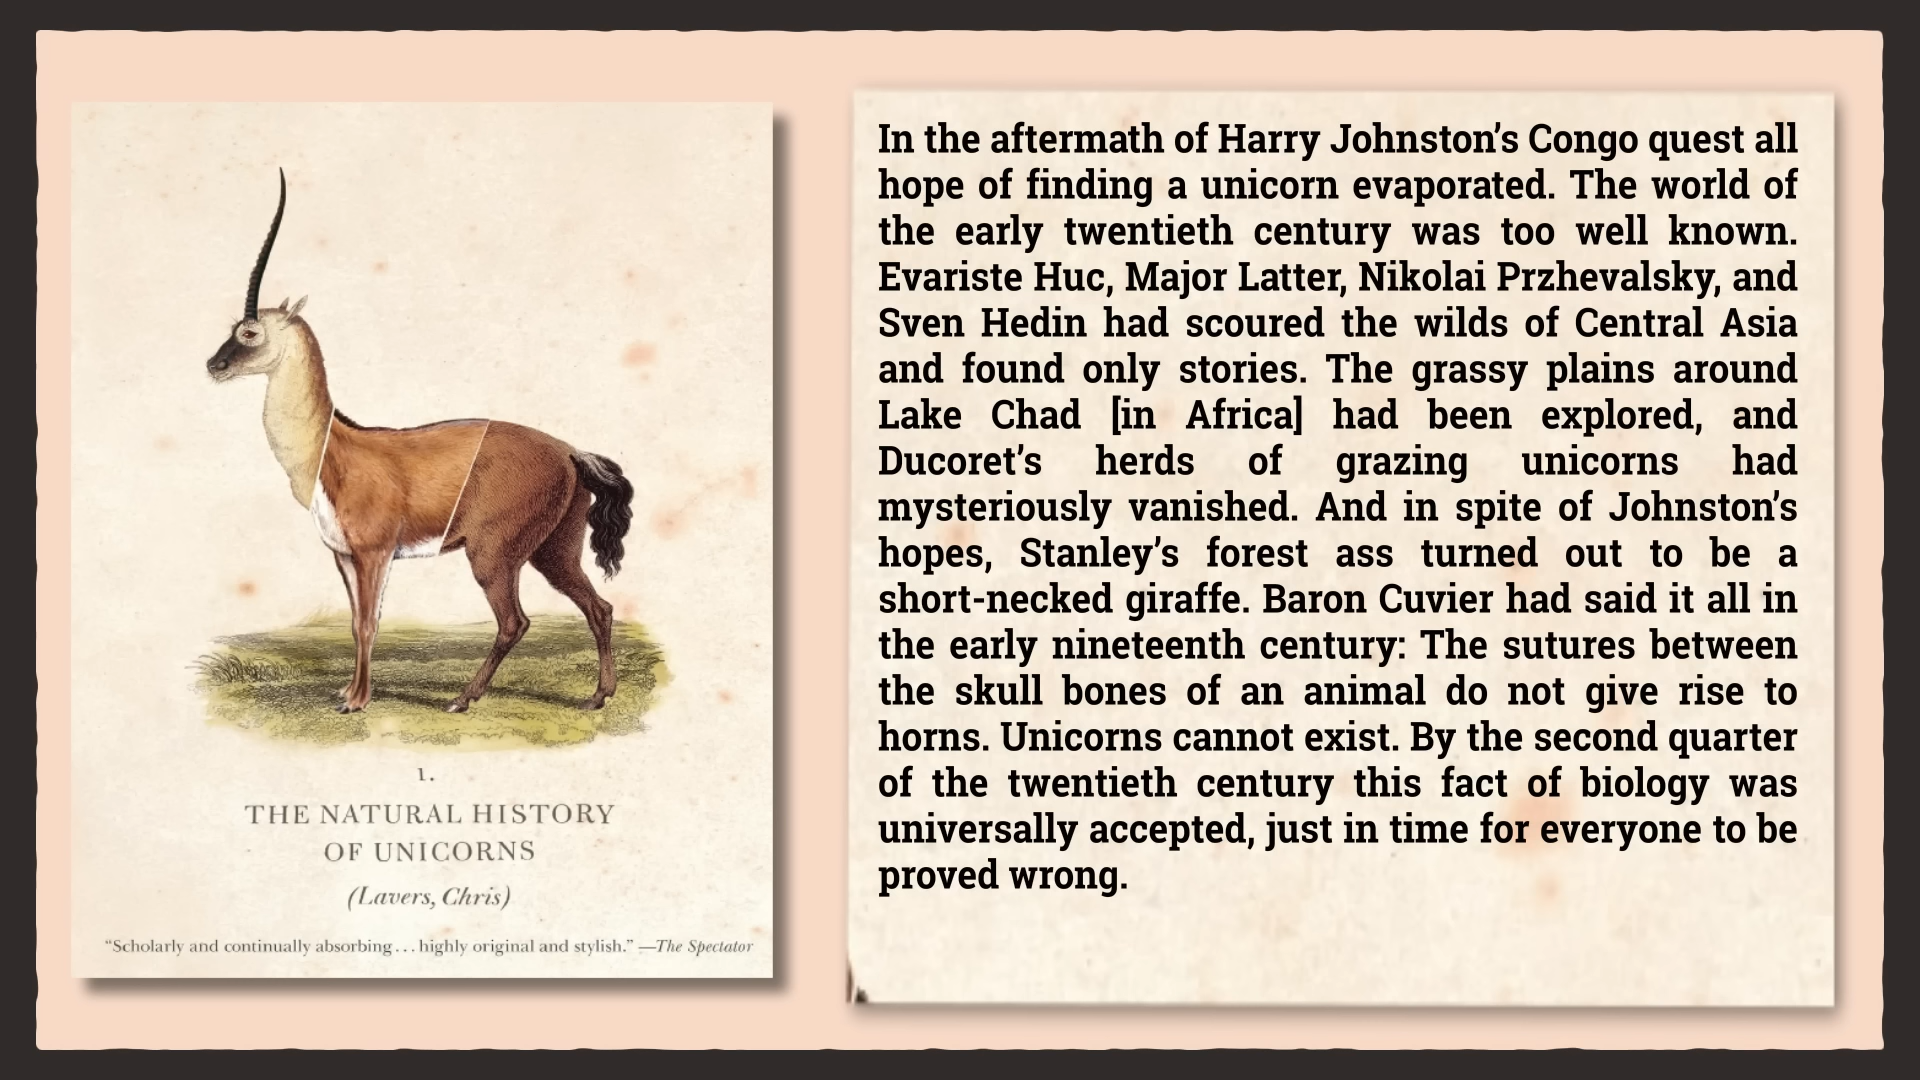 1.
THE NATURAL HISTORY
OF UNICORNS
(Lavers, Chris)
“Scholarly and continually absorbing . . . highly original and stylish.” —The Spectator
In the aftermath of Harry Johnston’s Congo quest all
hope of finding a unicorn evaporated. The world of
the early twentieth century was too well known.
Evariste Huc, Major Latter, Nikolai Przhevalsky, and
Sven Hedin had scoured the wilds of Central Asia
and found only stories. The grassy plains around
Lake Chad [in Africa] had been explored, and
Ducoret’s herds of grazing unicorns had
mysteriously vanished. And in spite of Johnston’s
hopes, Stanley’s forest ass turned out to be a
short-necked giraffe. Baron Cuvier had said it all in
the early nineteenth century: The sutures between
the skull bones of an animal do not give rise to
horns. Unicorns cannot exist. By the second quarter
of the twentieth century this fact of biology was
universally accepted, just in time for everyone to be
proved wrong.